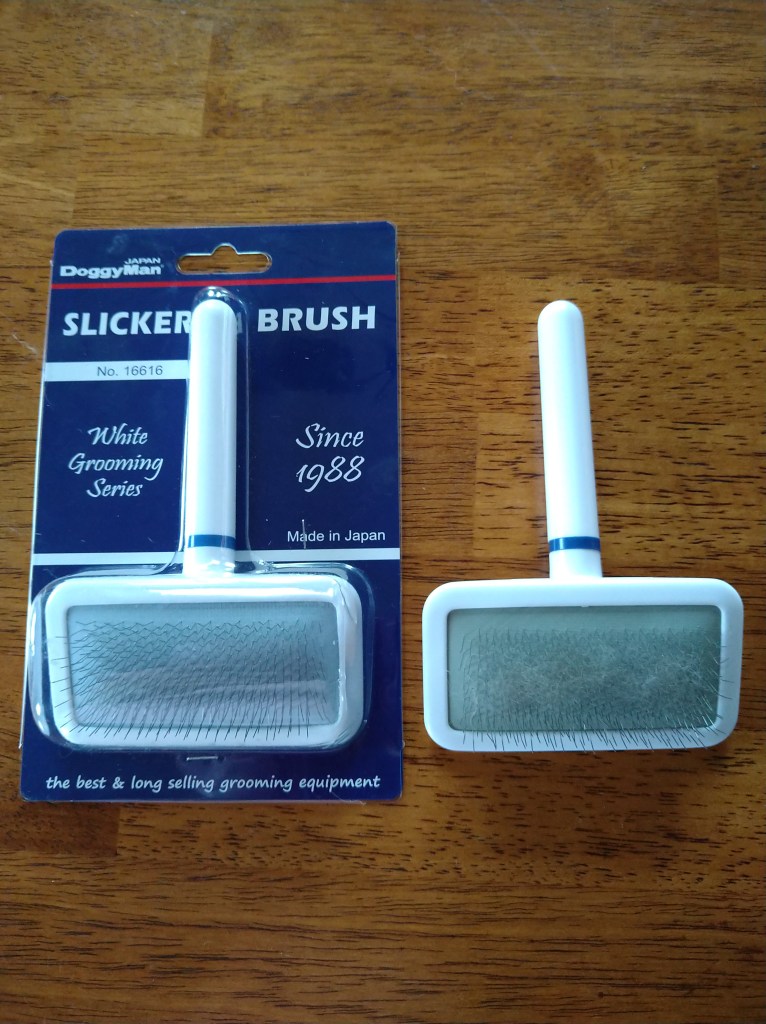 JAPAN
DoggyMan
SLICKER BRUSH
No. 16616
White
Grooming
Series
Since
1988
Made in Japan
the best & long selling grooming equipment